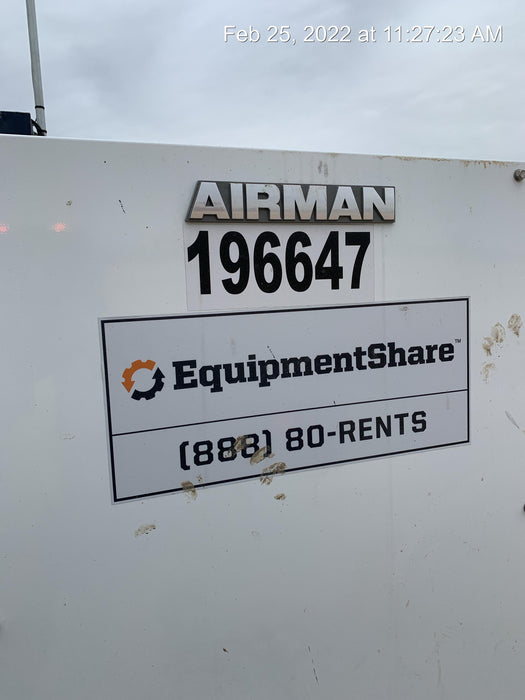 Feb 25, 2022 at 11:27:23 AM
AIRMAN
196647
EquipmentShare™
(888) 80-RENTS